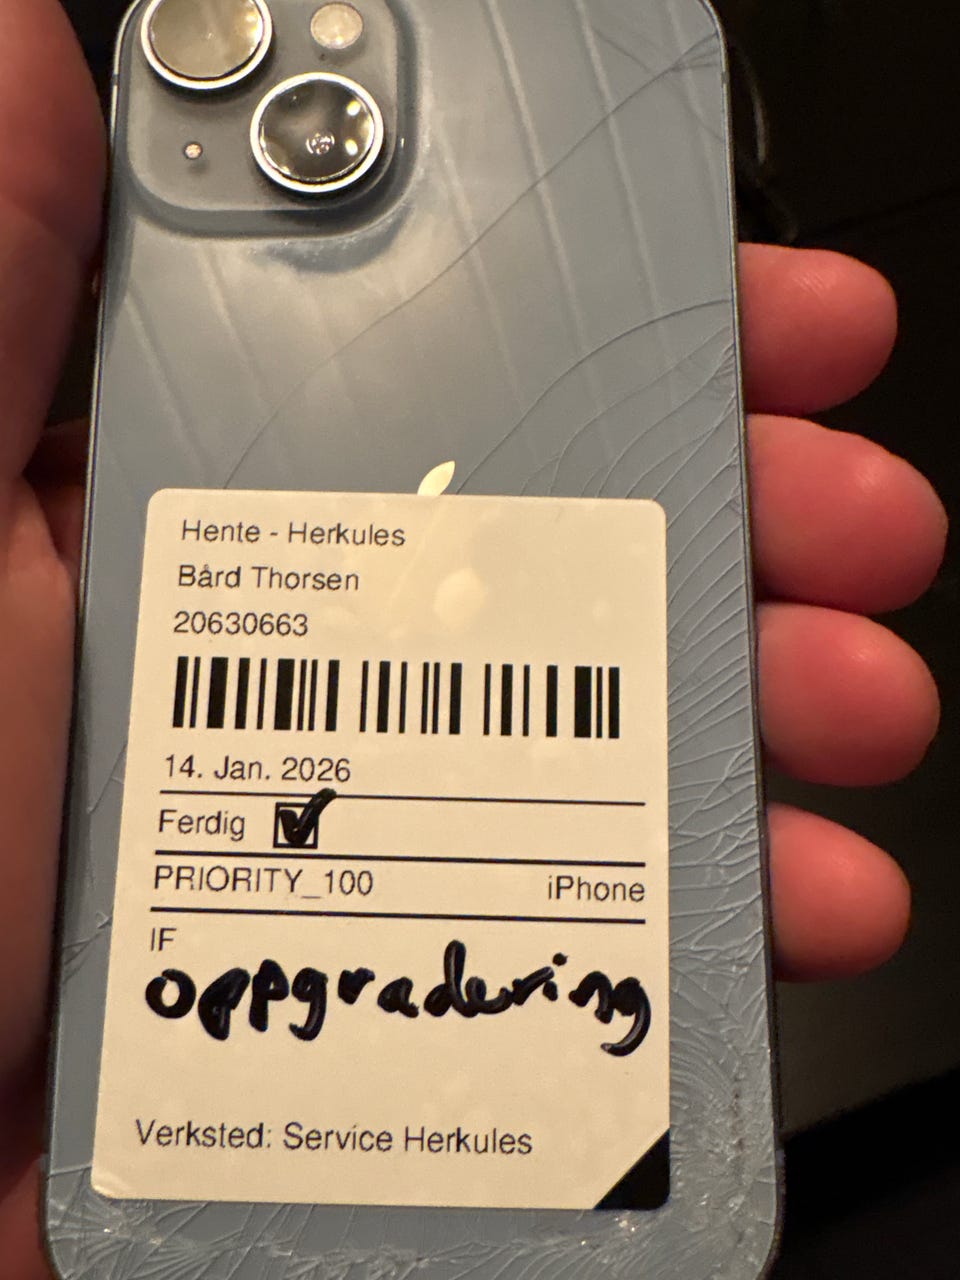 Hente - Herkules
Bård Thorsen
20630663
14. Jan. 2026
Ferdig
PRIORITY_100 iPhone
IF
oppgradering
Verksted: Service Herkules